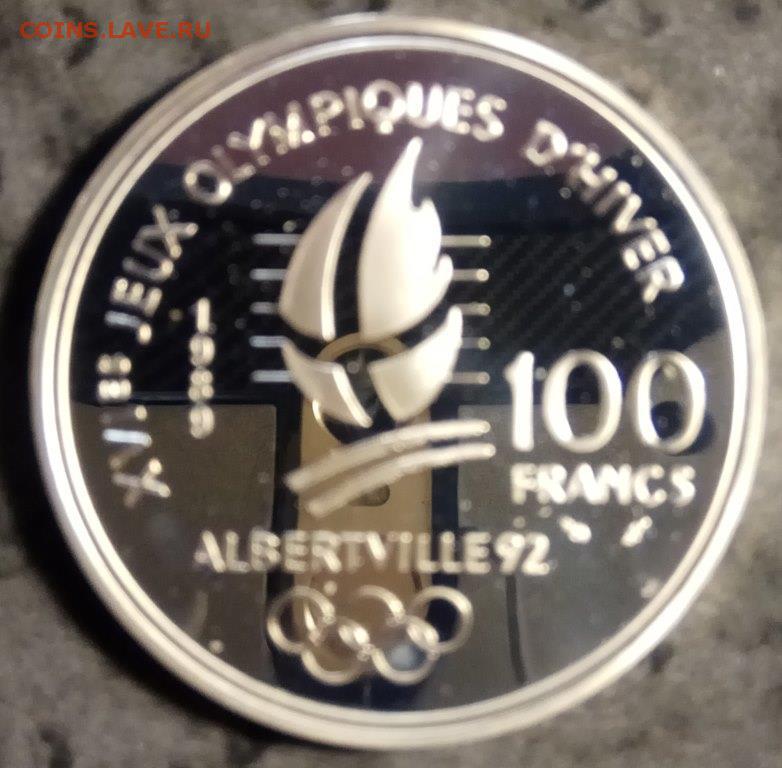 COINS.LAVE.RU
XVIES JEUX OLYMPIQUES D'HIVER
1989
100
FRANCS
ALBERTVILLE 92